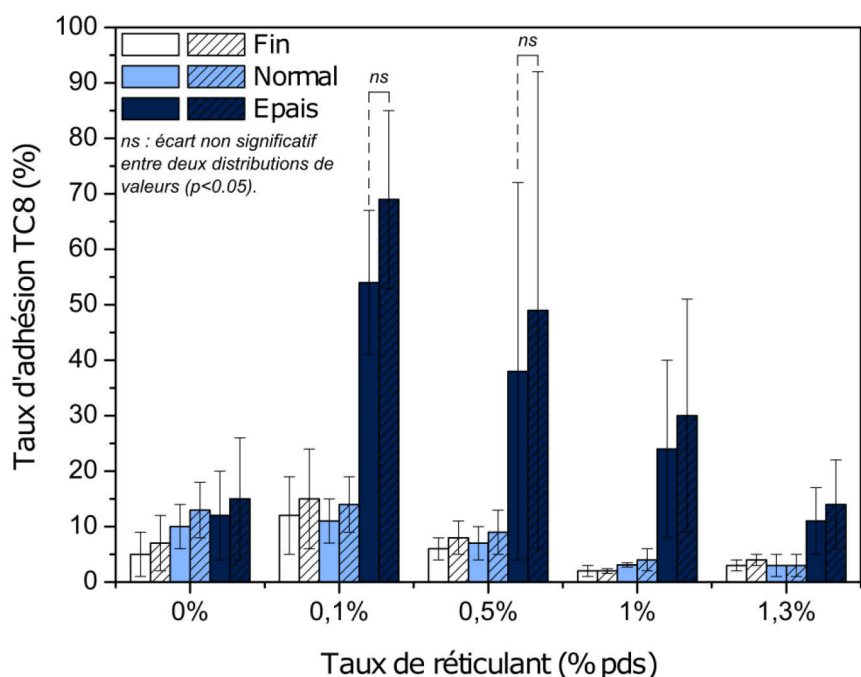 100
90
80
70
60
50
40
30
20
10
0
Taux d'adhésion TC8 (%)
Fin
Normal
Epais
ns : écart non significatif
entre deux distributions de
valeurs (p<0.05).
ns
ns
0%
0,1%
0,5%
1%
1,3%
Taux de réticulant (% pds)